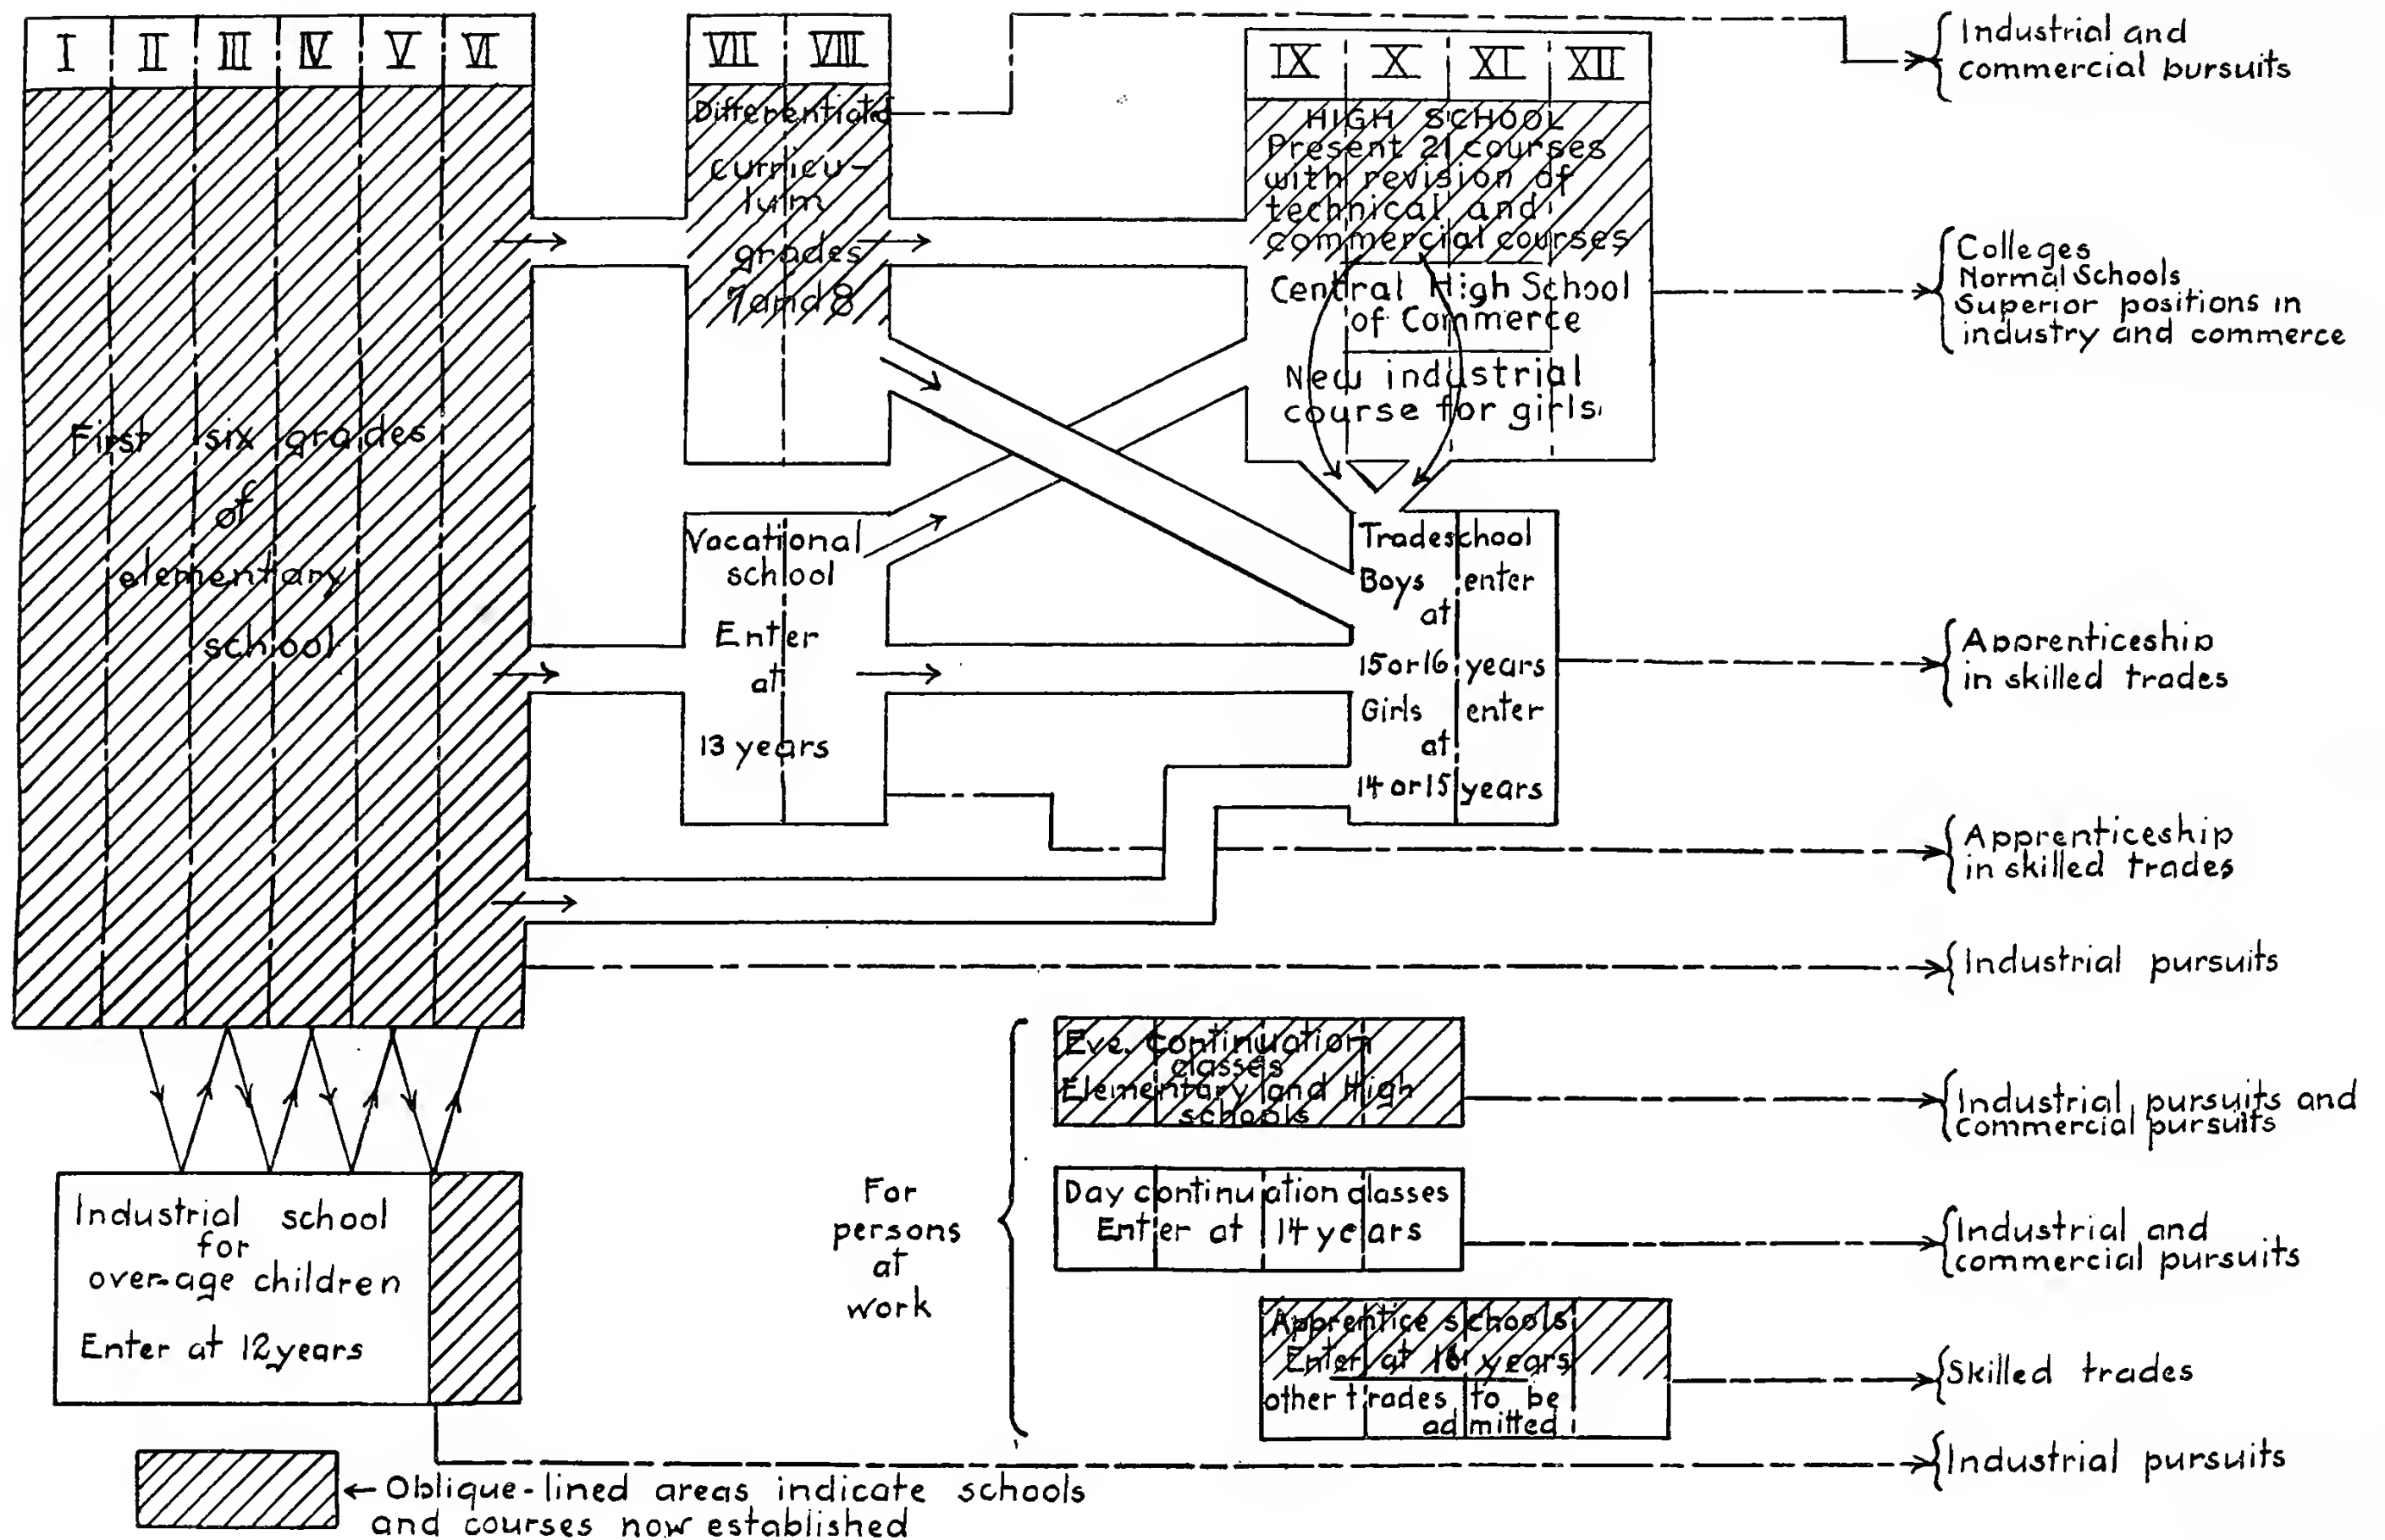 I II III IV V VI
VII VIII
IX X XI XII
Industrial and
commercial bursuits
Differentiated
curricu-
lum
grades
7 and 8
HIGH SCHOOL
Present 21 courses
with revision of
technical and
commercial courses
Central High School
of Commerce
New industrial
course for girls
Colleges
Normal Schools
Superior positions in
industry and commerce
First six grades
of
elementary
school
Vocational
school
Enter
at
13 years
Trade school
Boys enter
at
15 or 16 years
Girls enter
at
14 or 15 years
Apprenticeship
in skilled trades
Apprenticeship
in skilled trades
Industrial pursuits
For
persons
at
work
Eve. Continuation
classes
Elementary and High
schools
Industrial pursuits and
commercial pursuits
Day continuation classes
Enter at 14 years
Industrial and
commercial pursuits
Apprentice schools
Enter at 16 years
other trades to be
admitted
Skilled trades
Industrial school
for
over-age children
Enter at 12 years
Industrial pursuits
Oblique-lined areas indicate schools
and courses now established